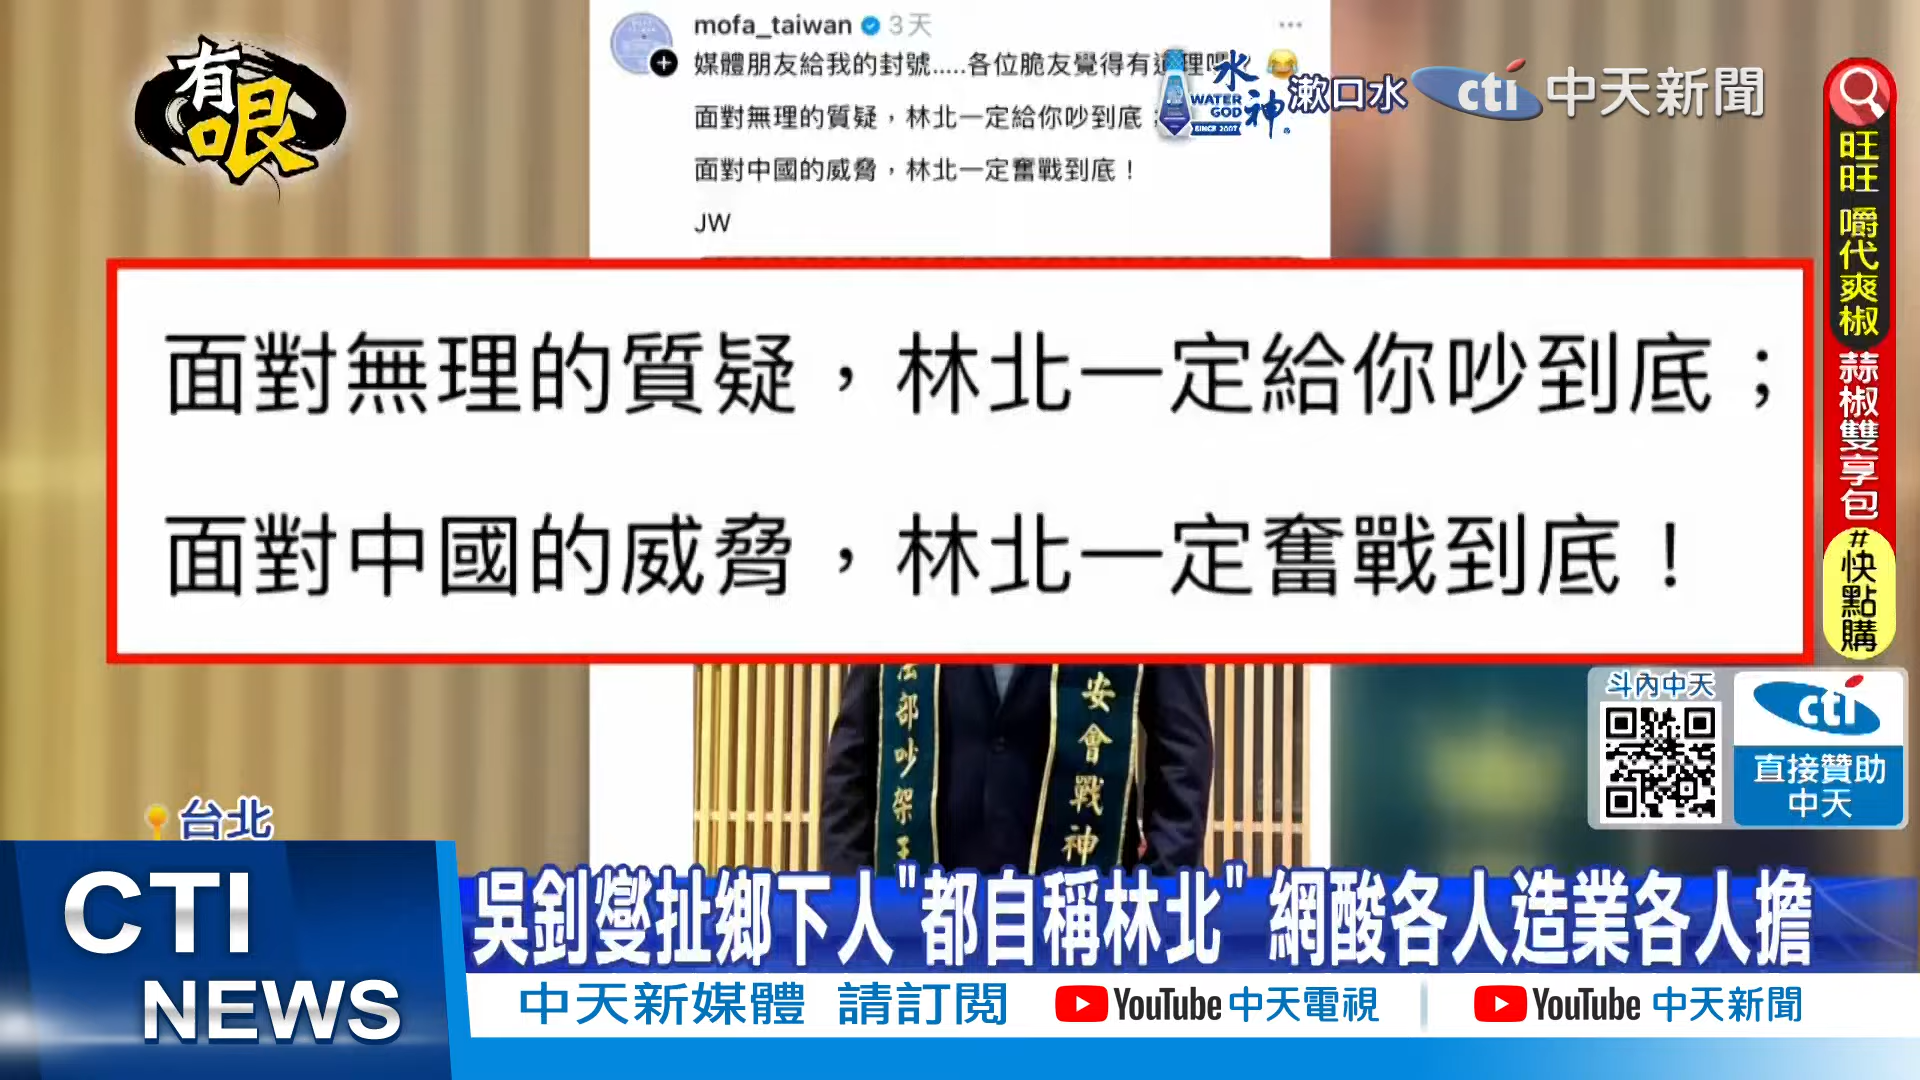 mofa_taiwan 3天
媒體朋友給我的封號.....各位脆友覺得有道理嗎？
面對無理的質疑，林北一定給你吵到底；
面對中國的威脅，林北一定奮戰到底！
JW
有哏
水神
WATER GOD
SINCE 2007
漱口水
cti 中天新聞
旺旺 嚼代爽椒
蒜椒雙享包
#快點購
面對無理的質疑，林北一定給你吵到底；
面對中國的威脅，林北一定奮戰到底！
部吵架王
安會戰神
斗內中天
cti
直接贊助
中天
台北
CTI
NEWS
吳釗燮扯鄉下人"都自稱林北" 網酸各人造業各人擔
中天新媒體 請訂閱 YouTube 中天電視 | YouTube 中天新聞